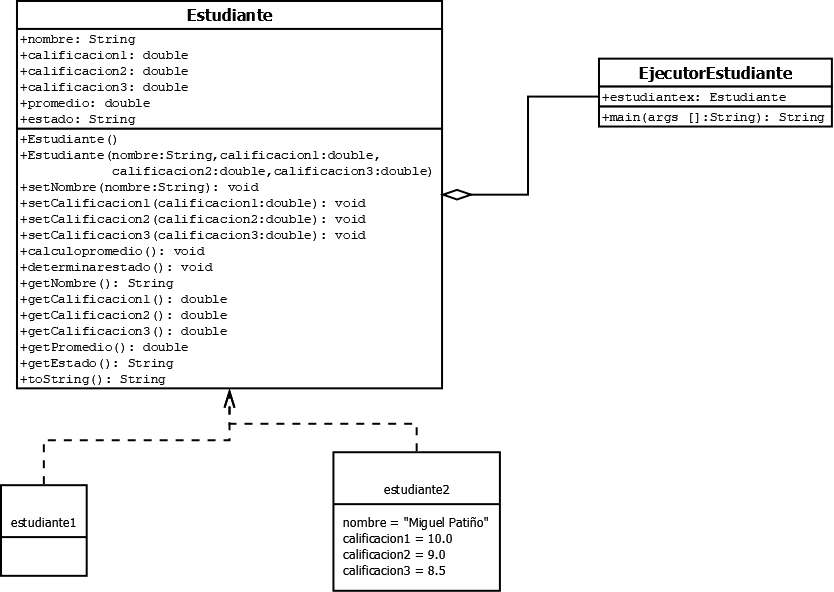 Estudiante
+nombre: String
+calificacion1: double
+calificacion2: double
+calificacion3: double
+promedio: double
+estado: String
+Estudiante()
+Estudiante(nombre:String,calificacion1:double,
calificacion2:double,calificacion3:double)
+setNombre(nombre:String): void
+setCalificacion1(calificacion1:double): void
+setCalificacion2(calificacion2:double): void
+setCalificacion3(calificacion3:double): void
+calculopromedio(): void
+determinarestado(): void
+getNombre(): String
+getCalificacion1(): double
+getCalificacion2(): double
+getCalificacion3(): double
+getPromedio(): double
+getEstado(): String
+toString(): String
EjecutorEstudiante
+estudiantex: Estudiante
+main(args []:String): String
estudiante1
estudiante2
nombre = "Miguel Patiño"
calificacion1 = 10.0
calificacion2 = 9.0
calificacion3 = 8.5